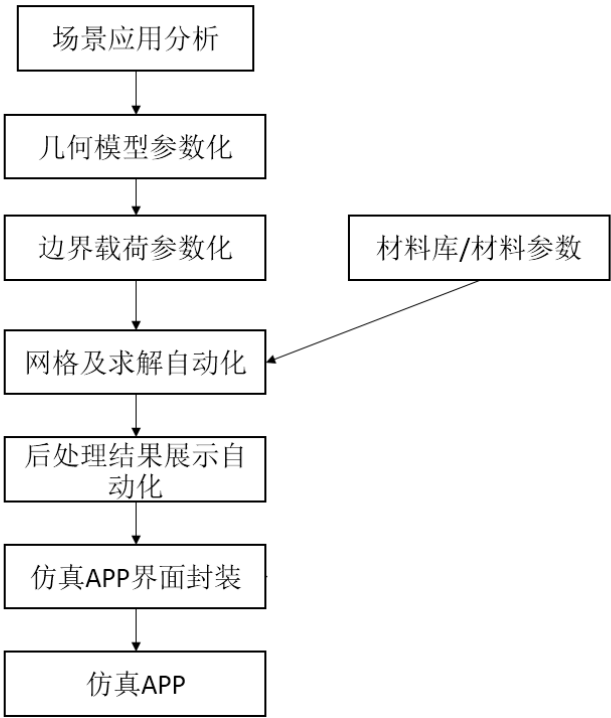 场景应用分析
几何模型参数化
边界载荷参数化
材料库/材料参数
网格及求解自动化
后处理结果展示自
动化
仿真APP界面封装
仿真APP